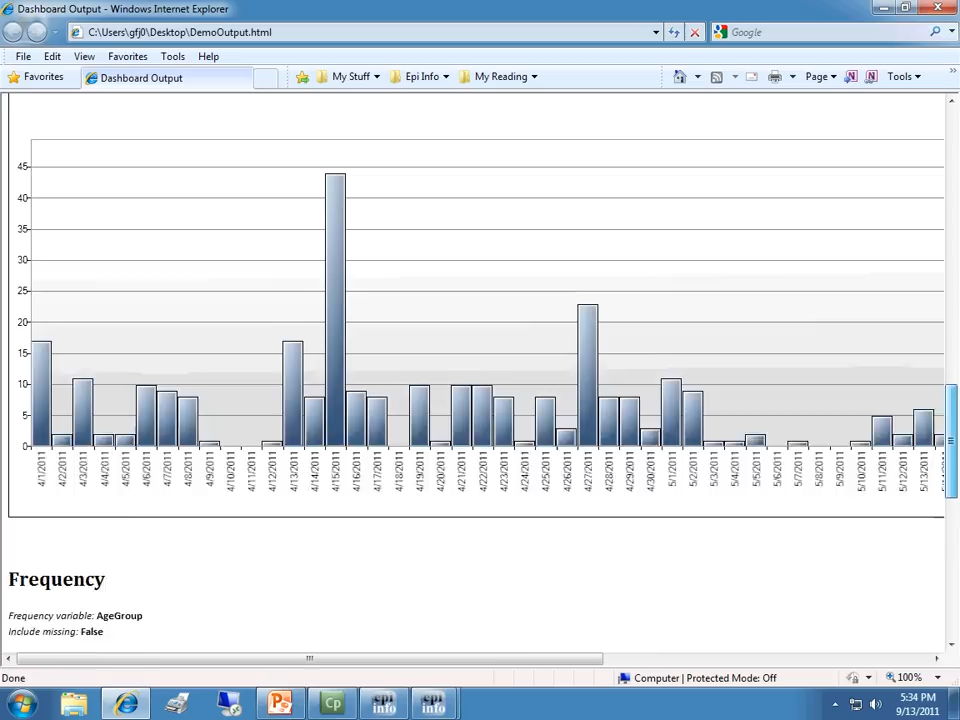 Dashboard Output - Windows Internet Explorer
C:\Users\gfj0\Desktop\DemoOutput.html
Google
File Edit View Favorites Tools Help
Favorites
Dashboard Output
My Stuff
Epi Info
My Reading
Page
Tools
45
40
35
30
25
20
15
10
5
0
4/1/2011 4/2/2011 4/3/2011 4/4/2011 4/5/2011 4/6/2011 4/7/2011 4/8/2011 4/9/2011 4/10/2011 4/11/2011 4/12/2011 4/13/2011 4/14/2011 4/15/2011 4/16/2011 4/17/2011 4/18/2011 4/19/2011 4/20/2011 4/21/2011 4/22/2011 4/23/2011 4/24/2011 4/25/2011 4/26/2011 4/27/2011 4/28/2011 4/29/2011 4/30/2011 5/1/2011 5/2/2011 5/3/2011 5/4/2011 5/5/2011 5/6/2011 5/7/2011 5/8/2011 5/9/2011 5/10/2011 5/11/2011 5/12/2011 5/13/2011
Frequency
Frequency variable: AgeGroup
Include missing: False
Done
Computer | Protected Mode: Off
100%
Cp
epi info
epi info
5:34 PM
9/13/2011